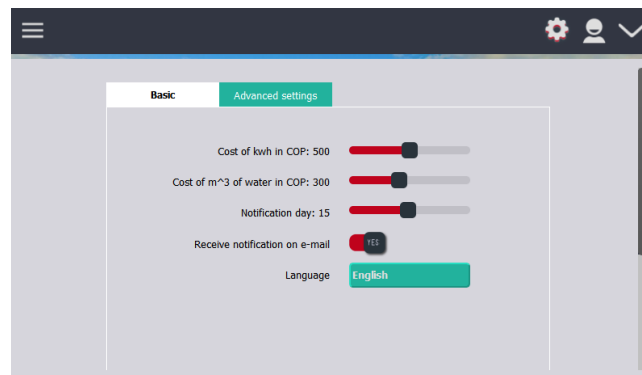 Basic Advanced settings
Cost of kwh in COP: 500
Cost of m^3 of water in COP: 300
Notification day: 15
Receive notification on e-mail YES
Language English